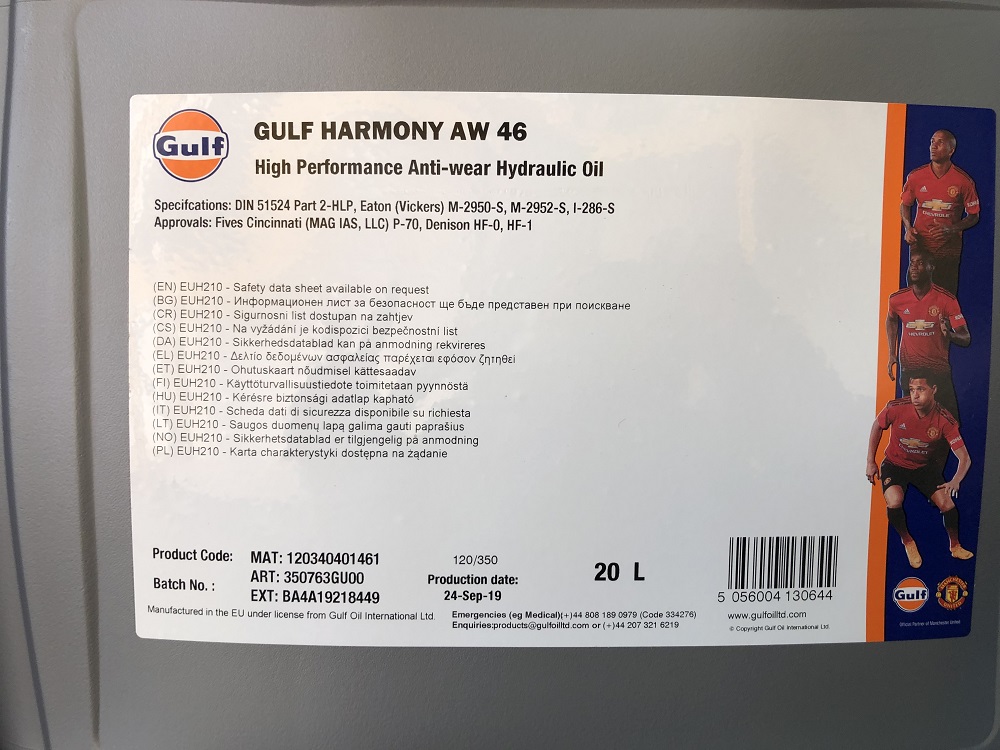 Gulf
GULF HARMONY AW 46
High Performance Anti-wear Hydraulic Oil
Specifcations: DIN 51524 Part 2-HLP, Eaton (Vickers) M-2950-S, M-2952-S, I-286-S
Approvals: Fives Cincinnati (MAG IAS, LLC) P-70, Denison HF-0, HF-1
(EN) EUH210 - Safety data sheet available on request
(BG) EUH210 - Информационен лист за безопасност ще бъде представен при поискване
(CR) EUH210 - Sigurnosni list dostupan na zahtjev
(CS) EUH210 - Na vyžádání je kodispozici bezpečnostní list
(DA) EUH210 - Sikkerhedsdatablad kan på anmodning rekvireres
(EL) EUH210 - Δελτίο δεδομένων ασφαλείας παρέχεται εφόσον ζητηθεί
(ET) EUH210 - Ohutuskaart nõudmisel kättesaadav
(FI) EUH210 - Käyttöturvallisuustiedote toimitetaan pyynnöstä
(HU) EUH210 - Kérésre biztonsági adatlap kapható
(IT) EUH210 - Scheda dati di sicurezza disponibile su richiesta
(LT) EUH210 - Saugos duomenų lapą galima gauti paprašius
(NO) EUH210 - Sikkerhetsdatablad er tilgjengelig på anmodning
(PL) EUH210 - Karta charakterystyki dostępna na żądanie
Product Code: MAT: 120340401461
ART: 350763GU00
Batch No. : EXT: BA4A19218449
120/350
Production date:
24-Sep-19
20 L
5 056004 130644
Manufactured in the EU under license from Gulf Oil International Ltd.
Emergencies (eg Medical)(+)44 808 189 0979 (Code 334276)
Enquiries:products@gulfoilltd.com or (+)44 207 321 6219
www.gulfoilltd.com
© Copyright Gulf Oil International Ltd.
CHEVROLET
CHEVROLET
CHEVROLET
Gulf
Official Partner of Manchester United